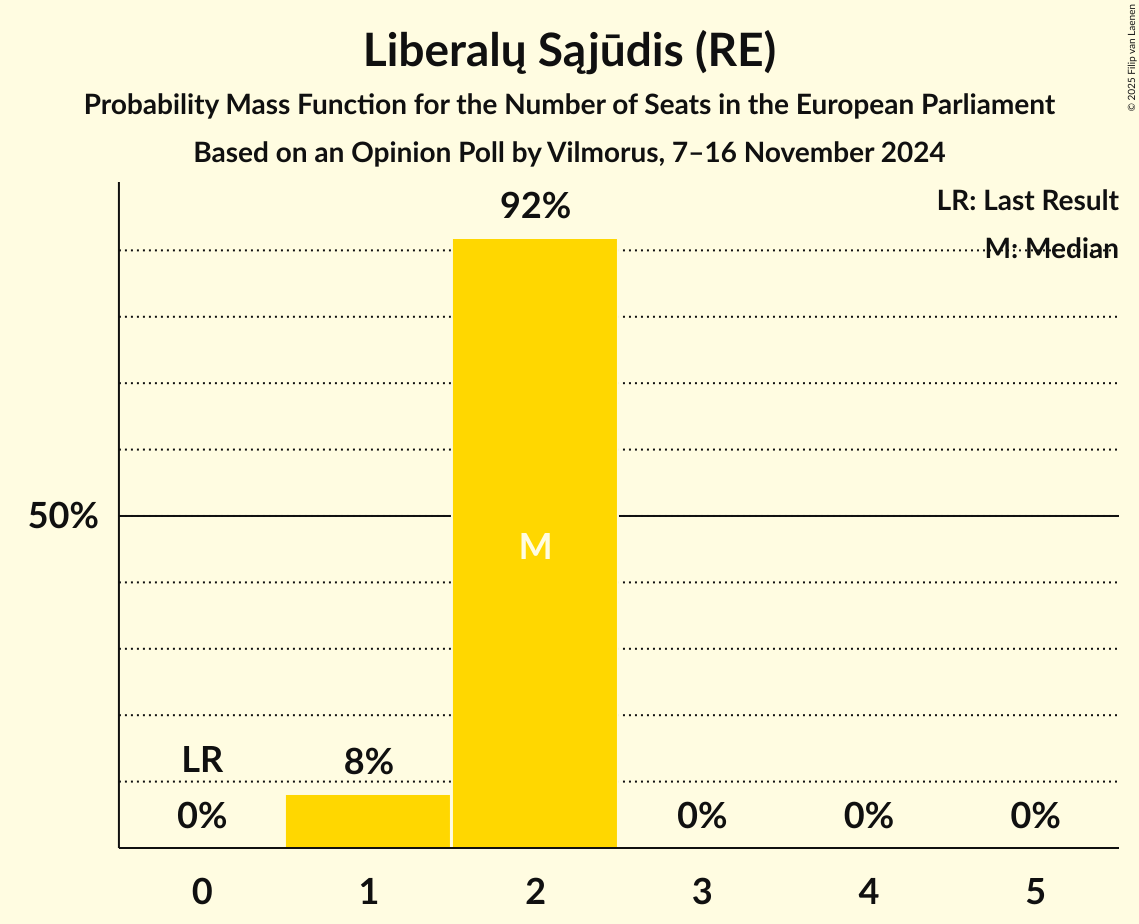 Liberalų Sąjūdis (RE)
Probability Mass Function for the Number of Seats in the European Parliament
Based on an Opinion Poll by Vilmorus, 7–16 November 2024
© 2025 Filip van Laenen
LR: Last Result
M: Median
92%
50%
M
LR
8%
0%
0%
0%
0%
0 1 2 3 4 5